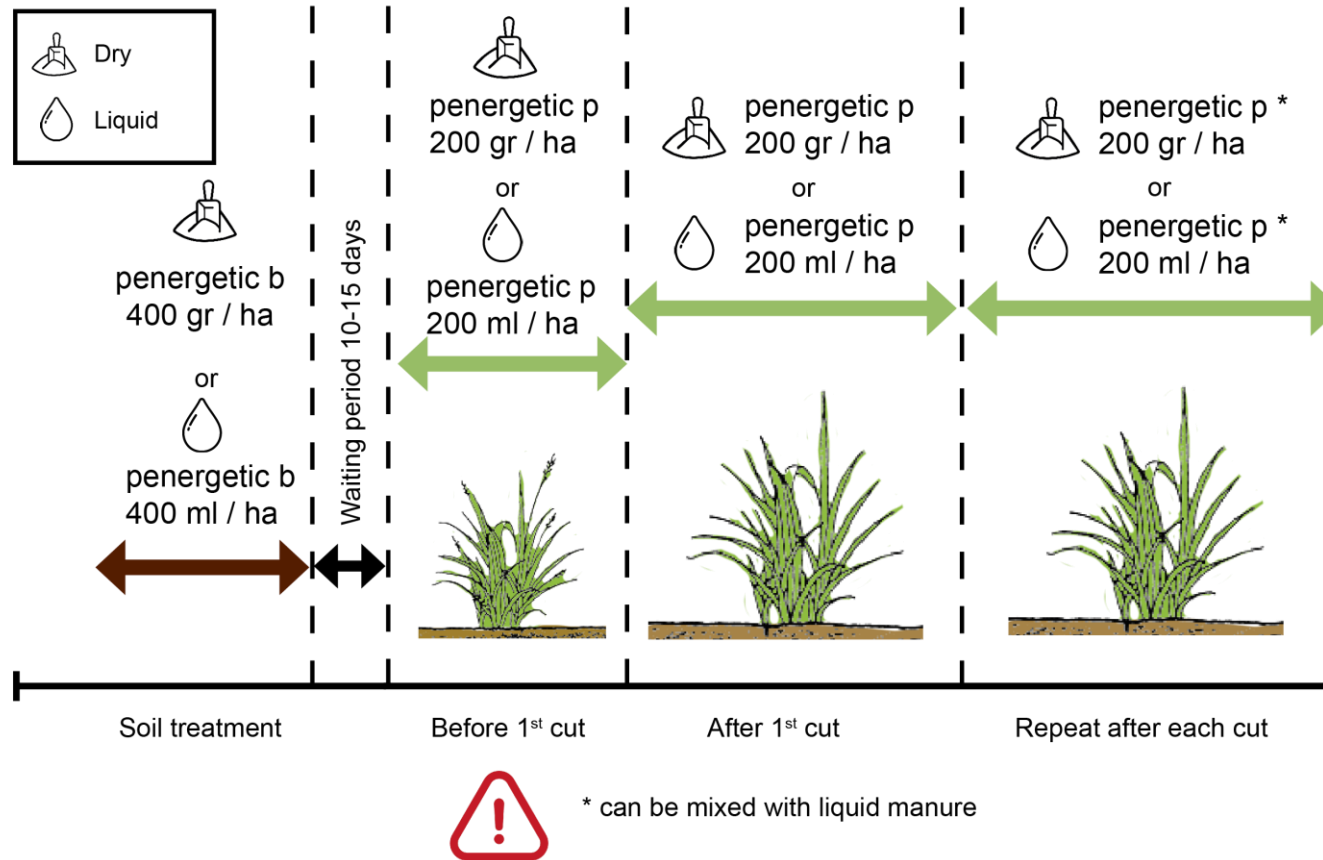 Dry
Liquid
penergetic b
400 gr / ha
or
penergetic b
400 ml / ha
Waiting period 10-15 days
penergetic p
200 gr / ha
or
penergetic p
200 ml / ha
penergetic p
200 gr / ha
or
penergetic p
200 ml / ha
penergetic p *
200 gr / ha
or
penergetic p *
200 ml / ha
Soil treatment
Before 1st cut
After 1st cut
Repeat after each cut
* can be mixed with liquid manure